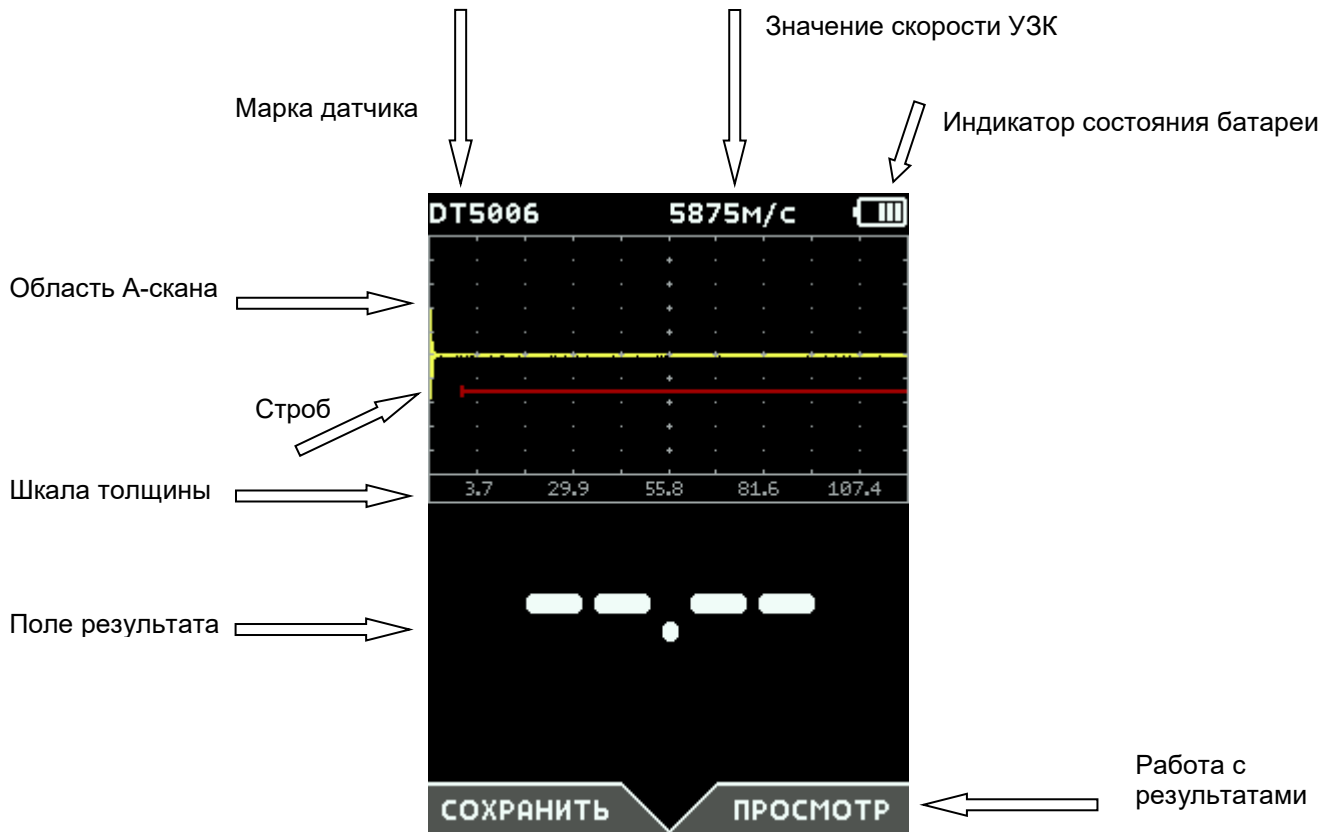 Значение скорости УЗК
Марка датчика
Индикатор состояния батареи
DT5006 5875м/с
Область А-скана
Строб
Шкала толщины
3.7 29.9 55.8 81.6 107.4
Поле результата
--.--
Работа с
результатами
СОХРАНИТЬ ПРОСМОТР